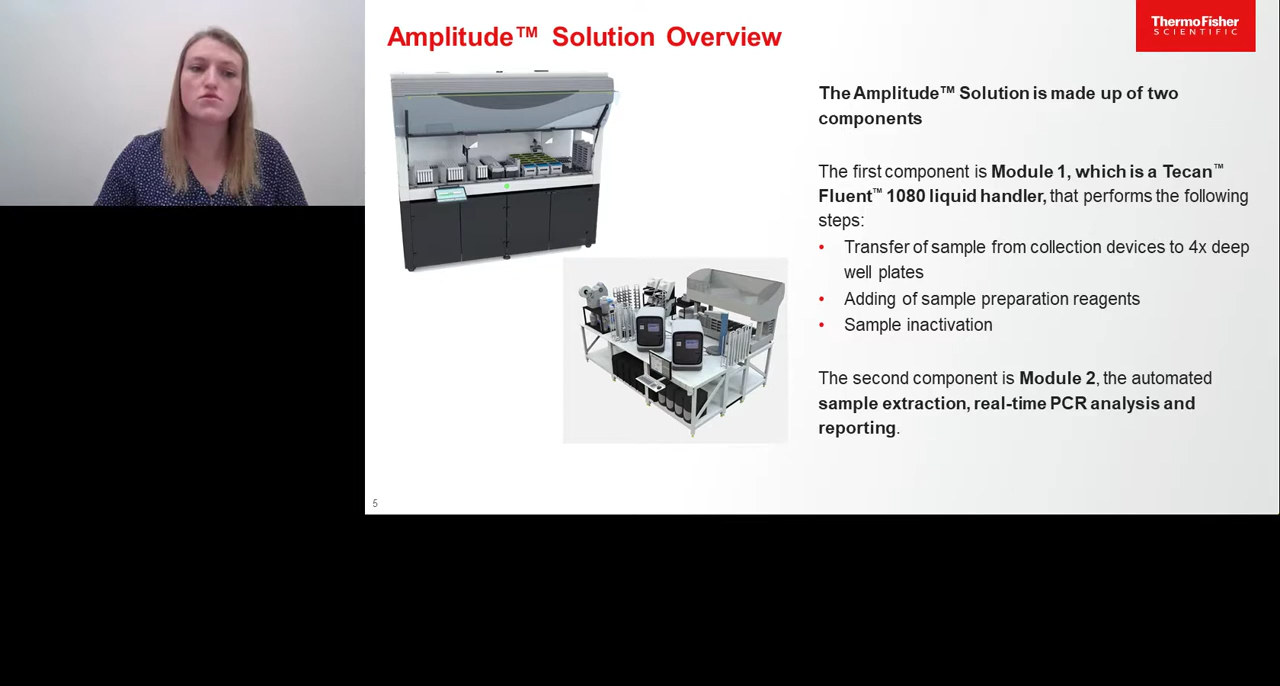 Amplitude™ Solution Overview
ThermoFisher
SCIENTIFIC
The Amplitude™ Solution is made up of two
components
The first component is Module 1, which is a Tecan™
Fluent™ 1080 liquid handler, that performs the following
steps:
• Transfer of sample from collection devices to 4x deep
well plates
• Adding of sample preparation reagents
• Sample inactivation
The second component is Module 2, the automated
sample extraction, real-time PCR analysis and
reporting.
5